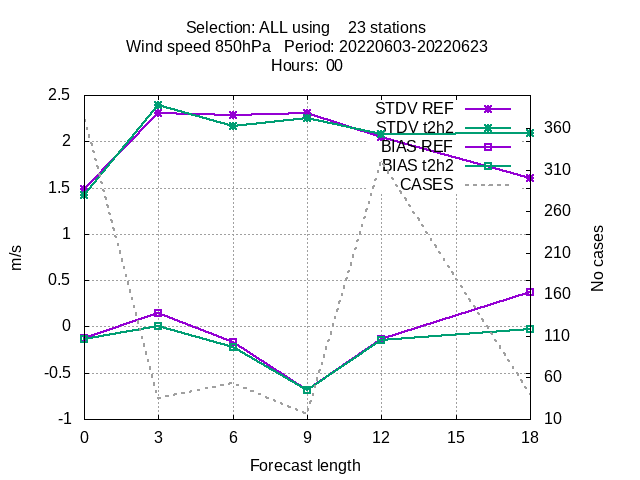 Selection: ALL using    23 stations
Wind speed 850hPa   Period: 20220603-20220623
Hours:  00
2.5
2
1.5
1
0.5
0
-0.5
-1
m/s
STDV REF
STDV t2h2
BIAS REF
BIAS t2h2
CASES
360
310
260
210
160
110
60
10
No cases
0 3 6 9 12 15 18
Forecast length